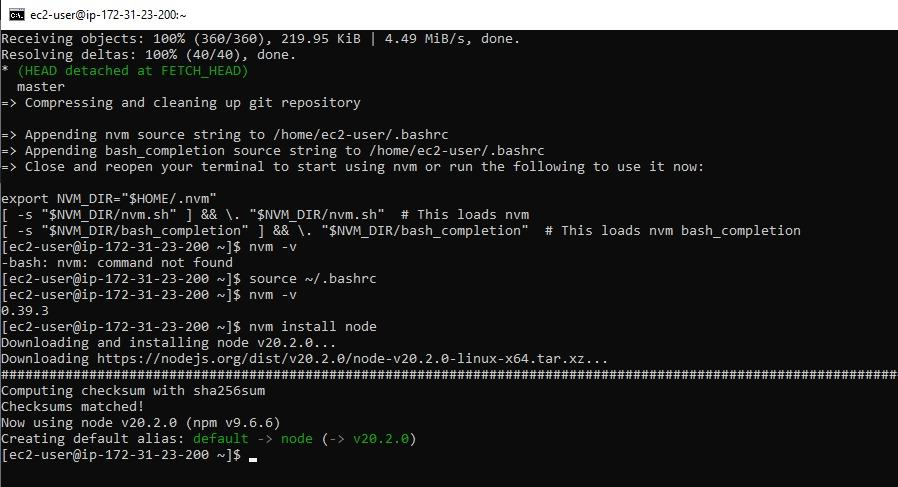 ec2-user@ip-172-31-23-200:~
Receiving objects: 100% (360/360), 219.95 KiB | 4.49 MiB/s, done.
Resolving deltas: 100% (40/40), done.
* (HEAD detached at FETCH_HEAD)
  master
=> Compressing and cleaning up git repository

=> Appending nvm source string to /home/ec2-user/.bashrc
=> Appending bash_completion source string to /home/ec2-user/.bashrc
=> Close and reopen your terminal to start using nvm or run the following to use it now:

export NVM_DIR="$HOME/.nvm"
[ -s "$NVM_DIR/nvm.sh" ] && \. "$NVM_DIR/nvm.sh"  # This loads nvm
[ -s "$NVM_DIR/bash_completion" ] && \. "$NVM_DIR/bash_completion"  # This loads nvm bash_completion
[ec2-user@ip-172-31-23-200 ~]$ nvm -v
-bash: nvm: command not found
[ec2-user@ip-172-31-23-200 ~]$ source ~/.bashrc
[ec2-user@ip-172-31-23-200 ~]$ nvm -v
0.39.3
[ec2-user@ip-172-31-23-200 ~]$ nvm install node
Downloading and installing node v20.2.0...
Downloading https://nodejs.org/dist/v20.2.0/node-v20.2.0-linux-x64.tar.xz...
################################################################################################################
Computing checksum with sha256sum
Checksums matched!
Now using node v20.2.0 (npm v9.6.6)
Creating default alias: default -> node (-> v20.2.0)
[ec2-user@ip-172-31-23-200 ~]$